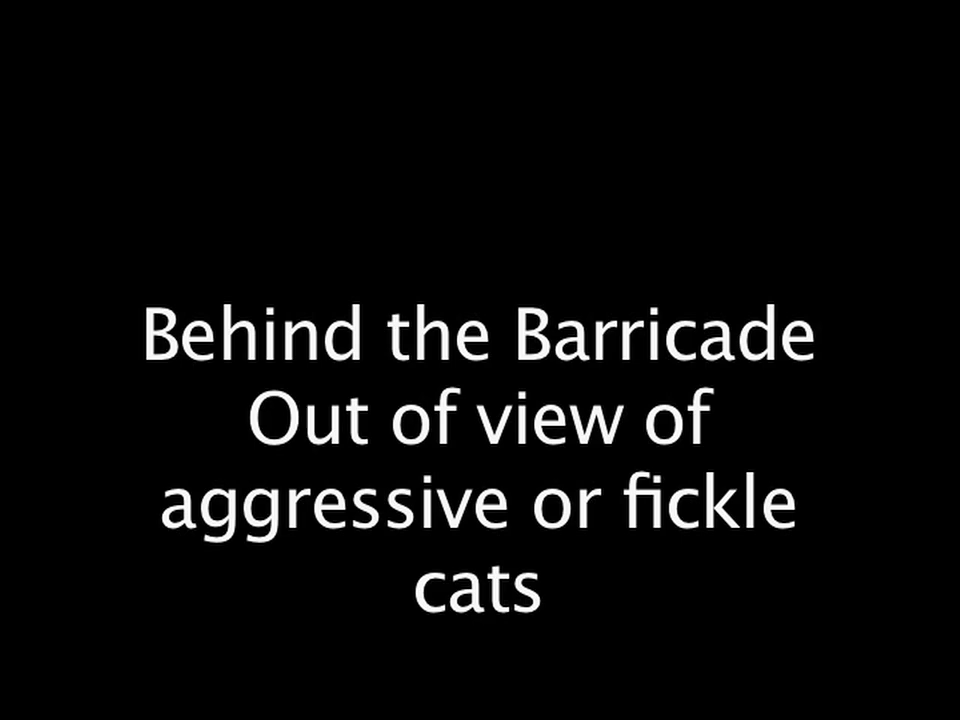 Behind the Barricade
Out of view of
aggressive or fickle
cats